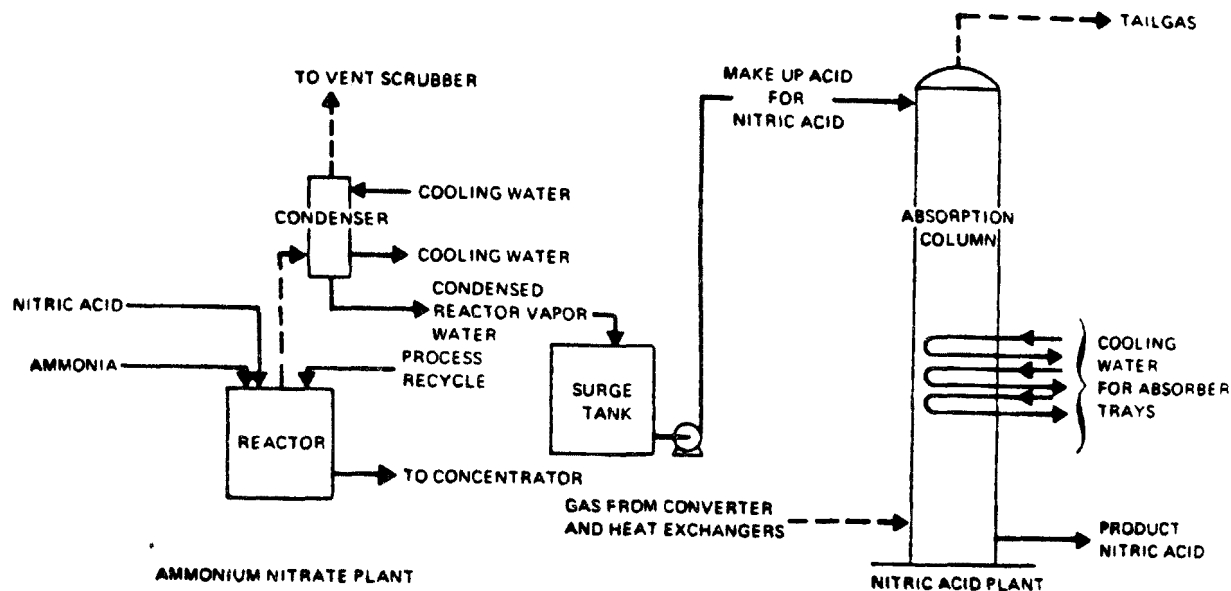 TAILGAS
TO VENT SCRUBBER
MAKE UP ACID
FOR
NITRIC ACID
COOLING WATER
CONDENSER
ABSORPTION
COLUMN
COOLING WATER
CONDENSED
REACTOR VAPOR
WATER
NITRIC ACID
AMMONIA
PROCESS
RECYCLE
COOLING
WATER
FOR ABSORBER
TRAYS
SURGE
TANK
REACTOR
TO CONCENTRATOR
GAS FROM CONVERTER
AND HEAT EXCHANGERS
PRODUCT
NITRIC ACID
AMMONIUM NITRATE PLANT
NITRIC ACID PLANT